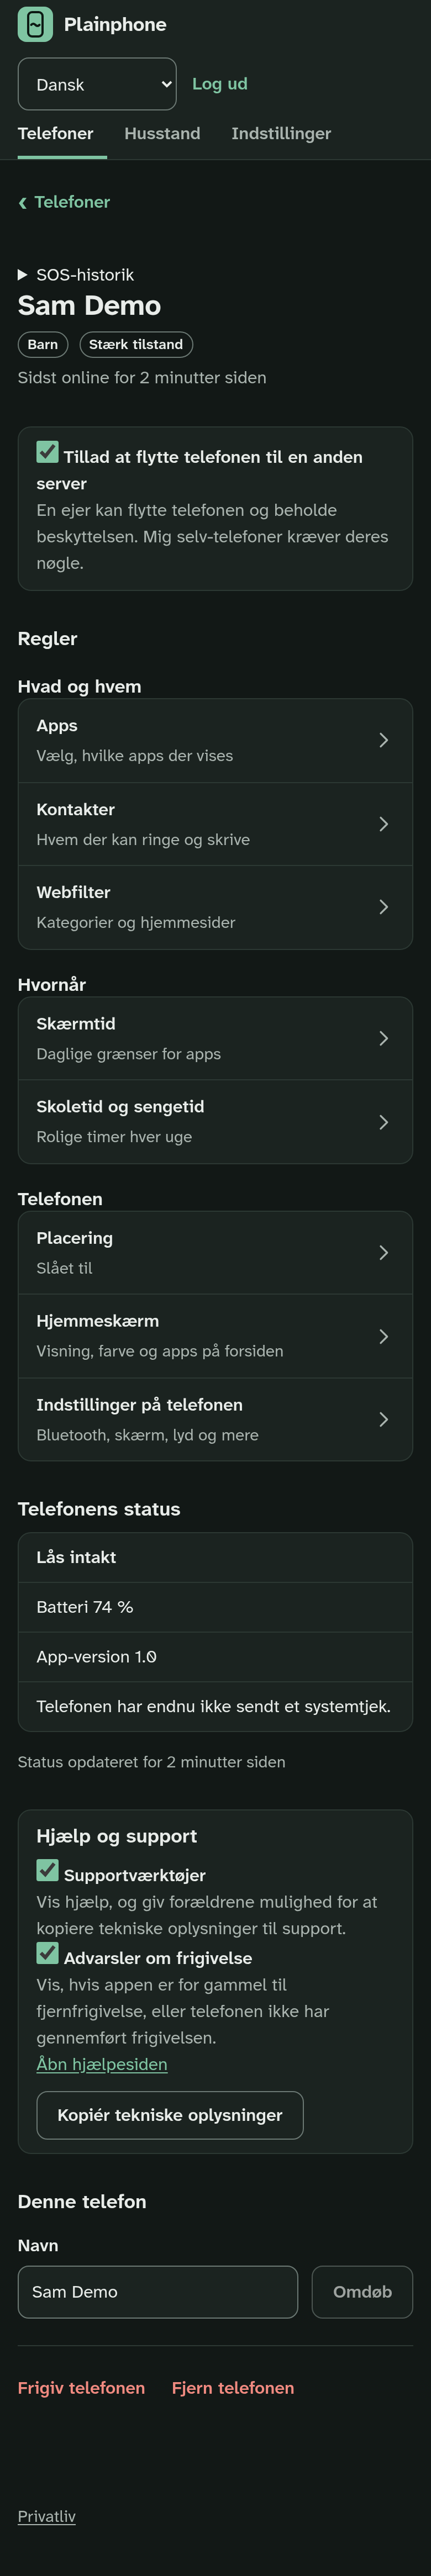 Plainphone
Dansk
Log ud
Telefoner
Husstand
Indstillinger
‹ Telefoner
▶ SOS-historik
Sam Demo
Barn
Stærk tilstand
Sidst online for 2 minutter siden
Tillad at flytte telefonen til en anden
server
En ejer kan flytte telefonen og beholde
beskyttelsen. Mig selv-telefoner kræver deres
nøgle.
Regler
Hvad og hvem
Apps
Vælg, hvilke apps der vises
Kontakter
Hvem der kan ringe og skrive
Webfilter
Kategorier og hjemmesider
Hvornår
Skærmtid
Daglige grænser for apps
Skoletid og sengetid
Rolige timer hver uge
Telefonen
Placering
Slået til
Hjemmeskærm
Visning, farve og apps på forsiden
Indstillinger på telefonen
Bluetooth, skærm, lyd og mere
Telefonens status
Lås intakt
Batteri 74 %
App-version 1.0
Telefonen har endnu ikke sendt et systemtjek.
Status opdateret for 2 minutter siden
Hjælp og support
Supportværktøjer
Vis hjælp, og giv forældrene mulighed for at
kopiere tekniske oplysninger til support.
Advarsler om frigivelse
Vis, hvis appen er for gammel til
fjernfrigivelse, eller telefonen ikke har
gennemført frigivelsen.
Åbn hjælpesiden
Kopiér tekniske oplysninger
Denne telefon
Navn
Sam Demo
Omdøb
Frigiv telefonen
Fjern telefonen
Privatliv